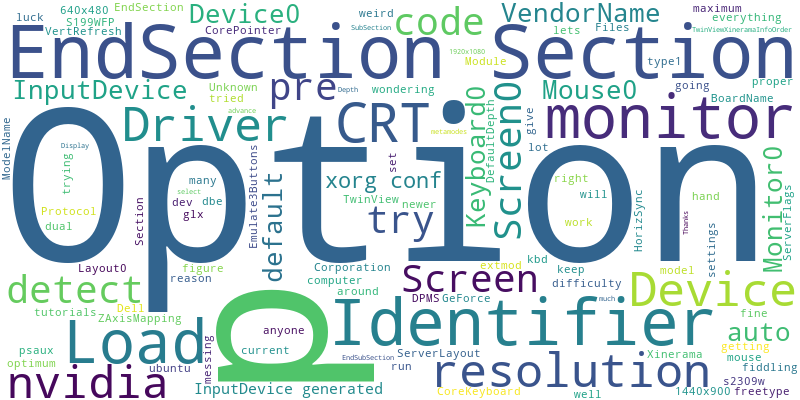 640x480
EndSection
luck
S199WFP
Device0
weird
code
VendorName
maximum
VertRefresh
CorePointer
SubSection
Files
everything
EndSection
Section
lets
TwinViewXineramaInfoOrder
1920x1080
Module
type1
InputDevice
Unknown
pre
wondering
going
proper
tried
Mouse0
BoardName
advance
Depth
Driver
CRT
Keyboard0
DefaultDepth
Screen0
give
monitor
ModelName
Display
metamodes
lot
Option
trying
many
select
default
Emulate3Buttons
xorg conf
set
right
hand
Monitor0
ServerFlags
Protocol
dev
dbe
TwinView
newer
will
Thanks
dual
Section
glx
try
work
HorizSync
settings
Layout0
figure
Corporation
extmod
kbd
keep
model
detect
reason
computer
around
Screen
difficulty
Device
ZAxisMapping
Dell
DPMS
GeForce
much
getting
fine
tutorials
p
anyone
Identifier
auto
Load
psaux
current
EndSubSection
ServerLayout
Xinerama
mouse
optimum
ubuntu
messing
run
resolution
fiddling
nvidia
InputDevice generated
CoreKeyboard
well
s2309w
1440x900
freetype